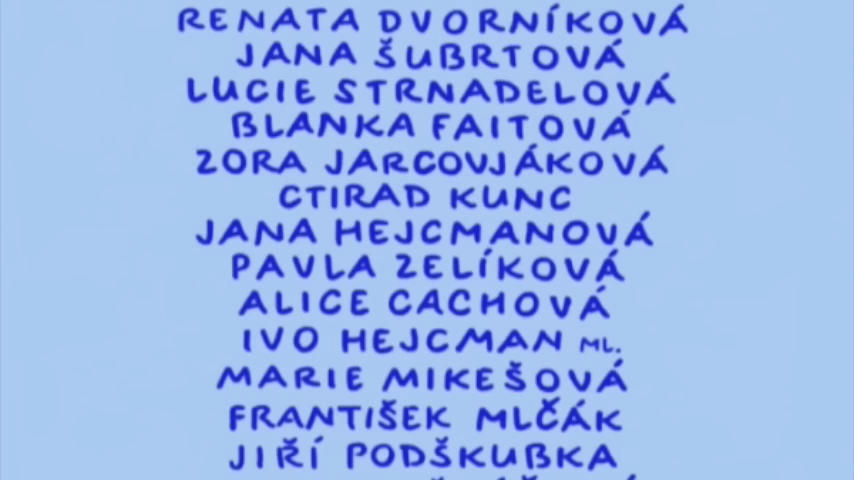 RENATA DVORNÍKOVÁ
JANA ŠUBRTOVÁ
LUCIE STRNADELOVÁ
BLANKA FAITOVÁ
ZORA JARCOVJÁKOVÁ
CTIRAD KUNC
JANA HEJCMANOVÁ
PAVLA ZELÍKOVÁ
ALICE CACHOVÁ
IVO HEJCMAN ML.
MARIE MIKEŠOVÁ
FRANTIŠEK MLČÁK
JIŘÍ PODŠKUBKA